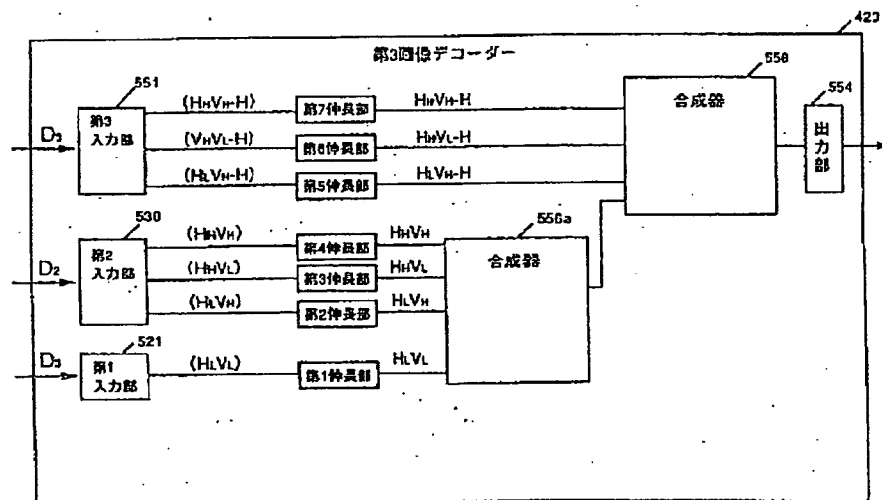 423
第3画像デコーダー
551
558
554
D3
第3
入力部
(HHVH-H)
第7伸長部
HHVH-H
合成器
出力部
(VHVL-H)
第6伸長部
HHVL-H
(HLVH-H)
第5伸長部
HLVH-H
530
556a
D2
第2
入力部
(HHVH)
第4伸長部
HHVH
合成器
(HHVL)
第3伸長部
HHVL
(HLVH)
第2伸長部
HLVH
521
D3
第1
入力部
(HLVL)
第1伸長部
HLVL